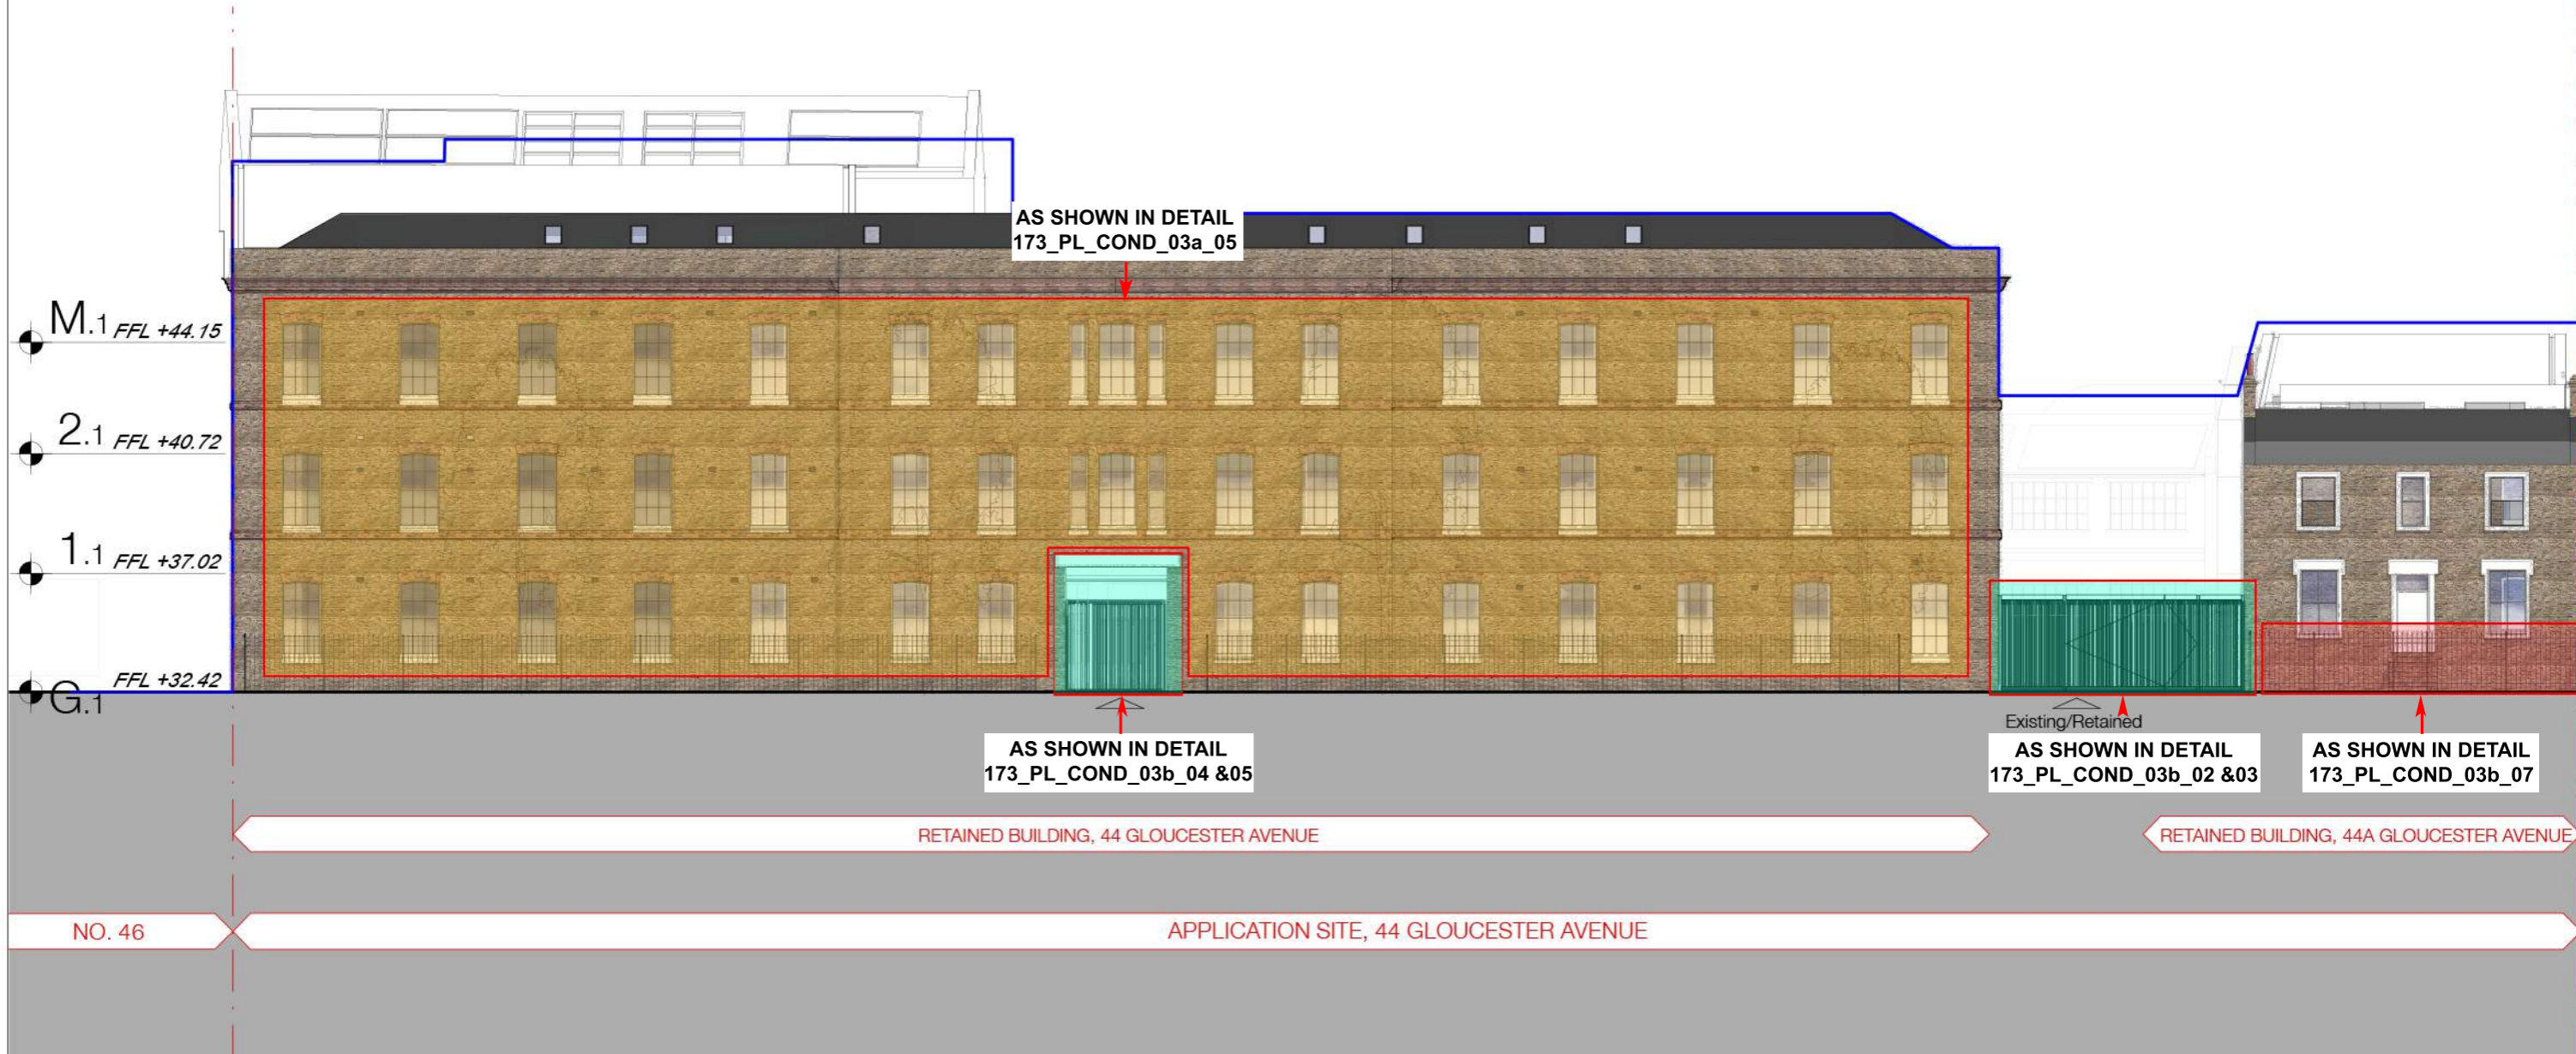 AS SHOWN IN DETAIL
173_PL_COND_03a_05
M.1 FFL +44.15
2.1 FFL +40.72
1.1 FFL +37.02
FFL +32.42
G.1
Existing/Retained
AS SHOWN IN DETAIL
173_PL_COND_03b_04 &05
AS SHOWN IN DETAIL
173_PL_COND_03b_02 &03
AS SHOWN IN DETAIL
173_PL_COND_03b_07
RETAINED BUILDING, 44 GLOUCESTER AVENUE
RETAINED BUILDING, 44A GLOUCESTER AVENUE
NO. 46
APPLICATION SITE, 44 GLOUCESTER AVENUE